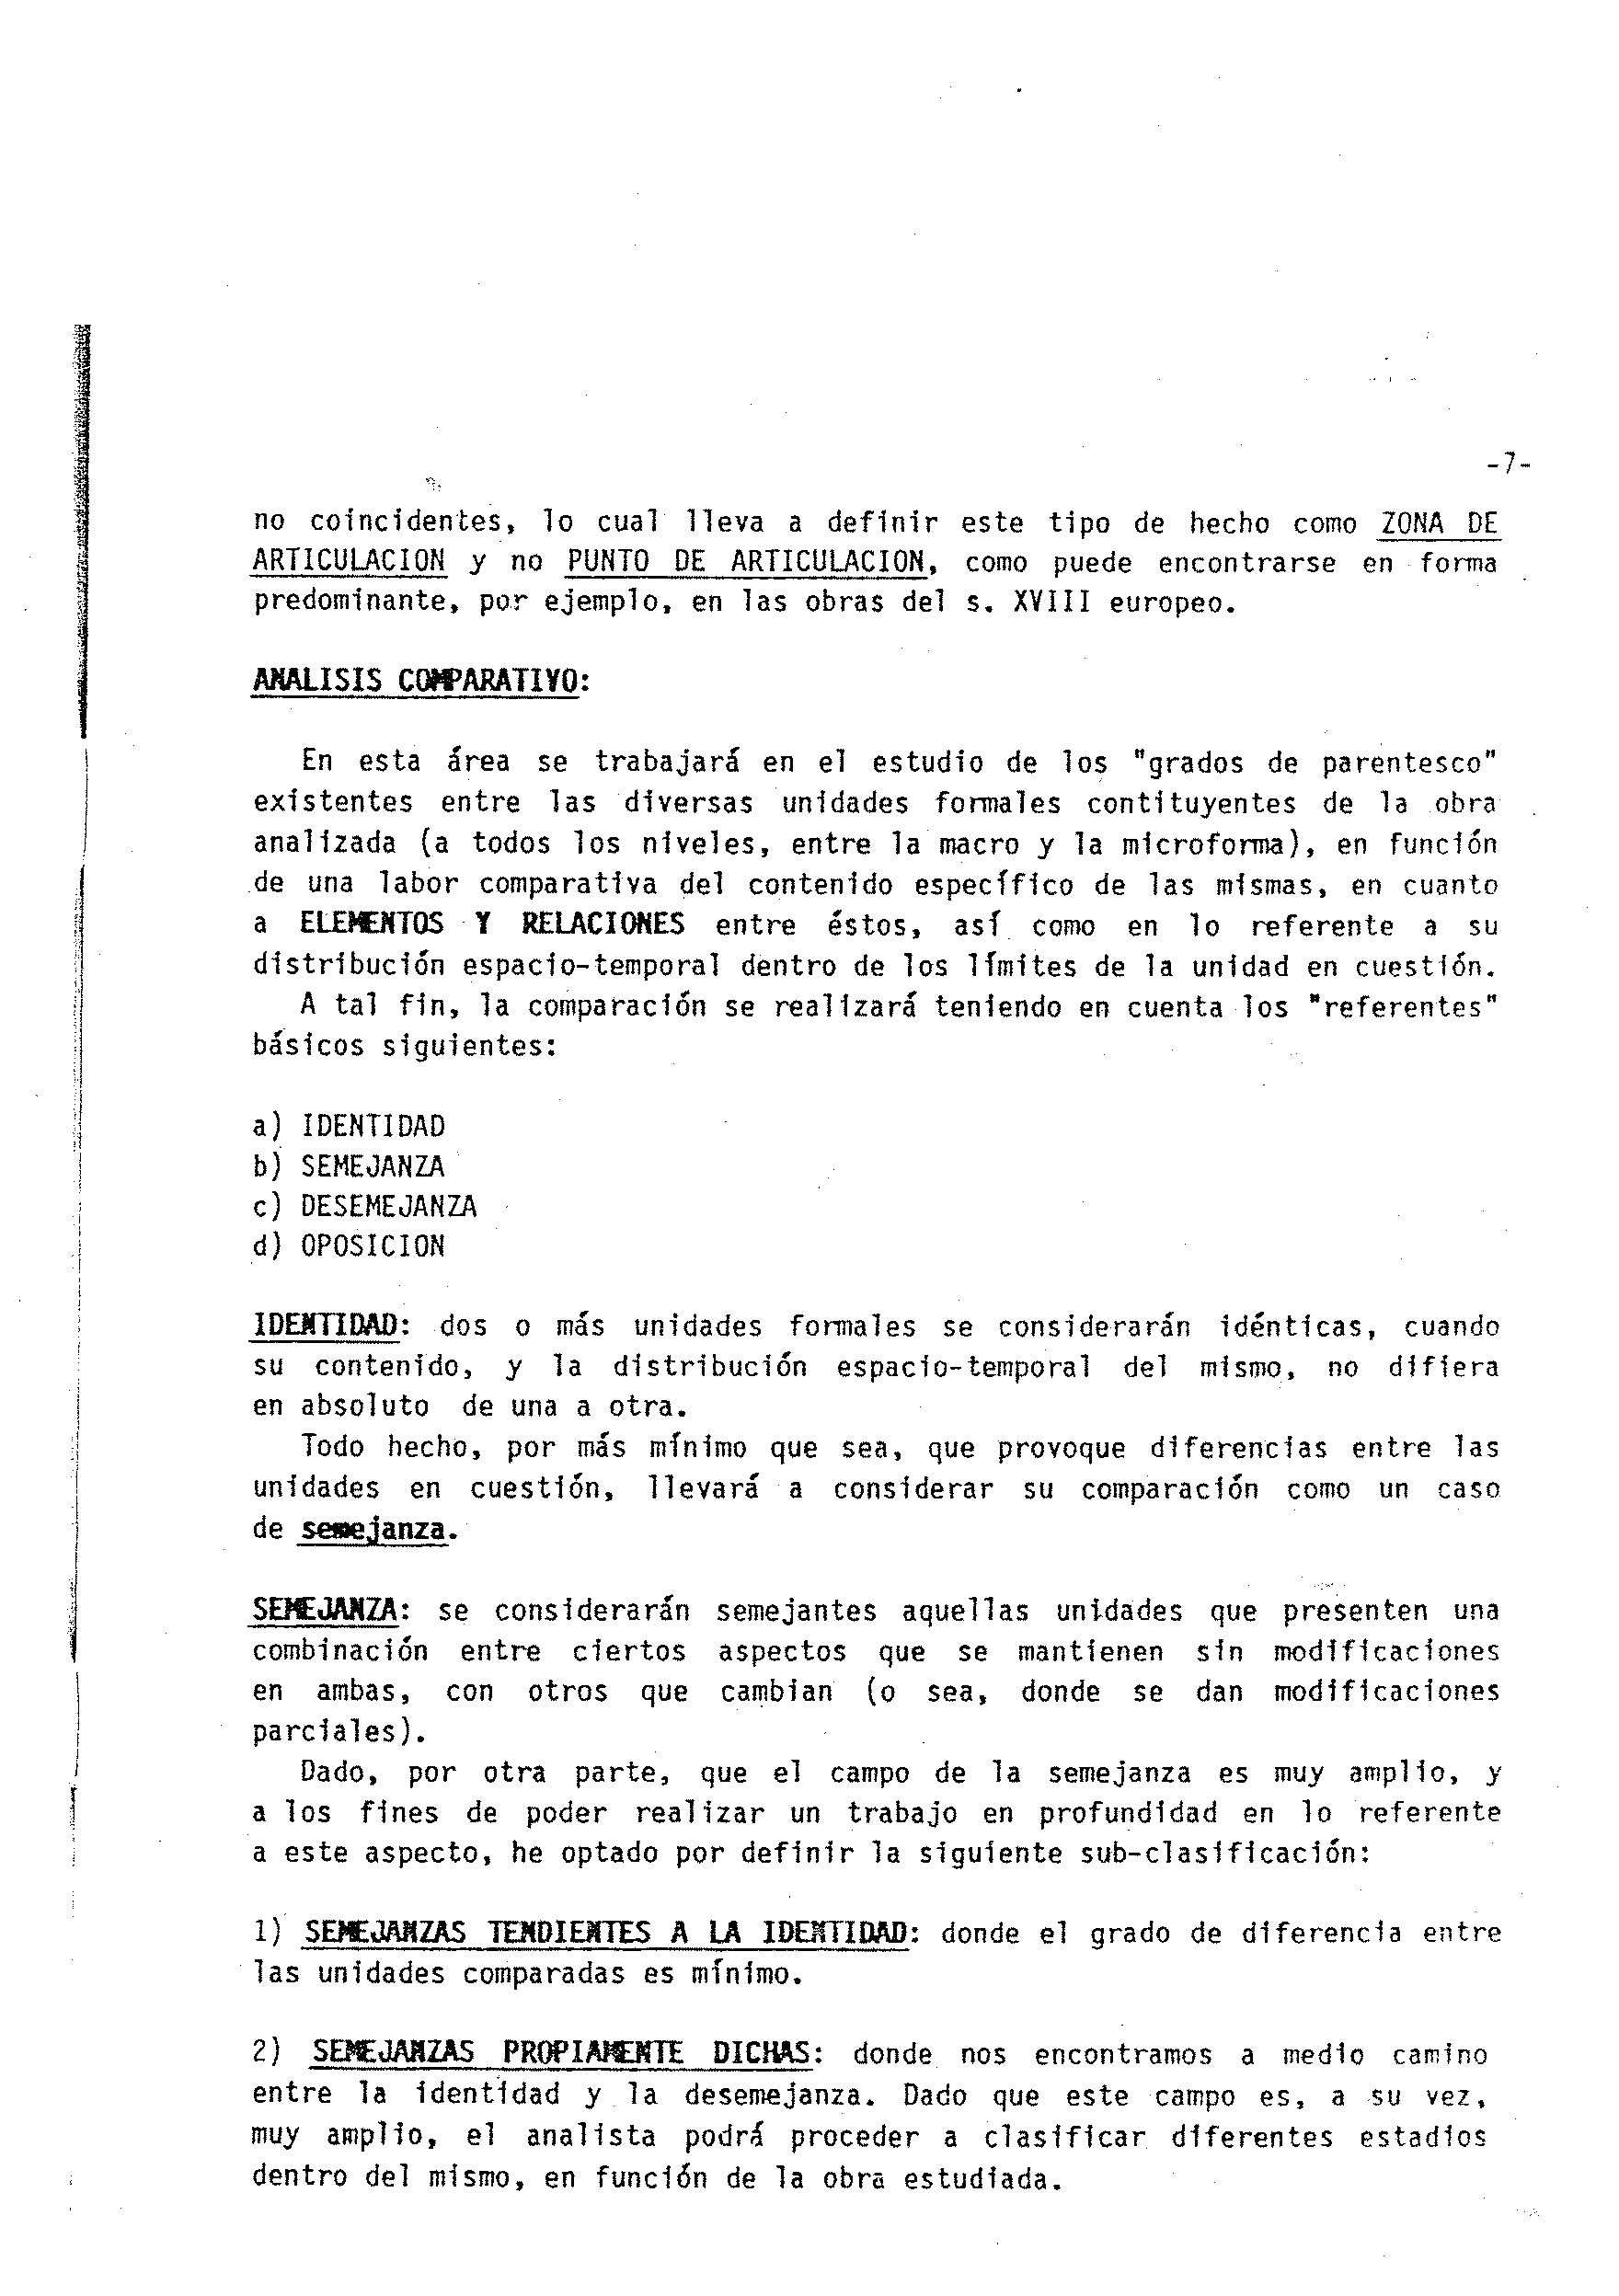 -7-
no coincidentes, lo cual lleva a definir este tipo de hecho como ZONA DE
ARTICULACION y no PUNTO DE ARTICULACION, como puede encontrarse en forma
predominante, por ejemplo, en las obras del s. XVIII europeo.
ANALISIS COMPARATIVO:
En esta área se trabajará en el estudio de los "grados de parentesco"
existentes entre las diversas unidades formales contituyentes de la obra
analizada (a todos los niveles, entre la macro y la microforma), en función
de una labor comparativa del contenido específico de las mismas, en cuanto
a ELEMENTOS Y RELACIONES entre éstos, así como en lo referente a su
distribución espacio-temporal dentro de los límites de la unidad en cuestión.
A tal fin, la comparación se realizará teniendo en cuenta los "referentes"
básicos siguientes:
a) IDENTIDAD
b) SEMEJANZA
c) DESEMEJANZA
d) OPOSICION
IDENTIDAD: dos o más unidades formales se considerarán idénticas, cuando
su contenido, y la distribución espacio-temporal del mismo, no difiera
en absoluto de una a otra.
Todo hecho, por más mínimo que sea, que provoque diferencias entre las
unidades en cuestión, llevará a considerar su comparación como un caso
de semejanza.
SEMEJANZA: se considerarán semejantes aquellas unidades que presenten una
combinación entre ciertos aspectos que se mantienen sin modificaciones
en ambas, con otros que cambian (o sea, donde se dan modificaciones
parciales).
Dado, por otra parte, que el campo de la semejanza es muy amplio, y
a los fines de poder realizar un trabajo en profundidad en lo referente
a este aspecto, he optado por definir la siguiente sub-clasificación:
1) SEMEJANZAS TENDIENTES A LA IDENTIDAD: donde el grado de diferencia entre
las unidades comparadas es mínimo.
2) SEMEJANZAS PROPIAMENTE DICHAS: donde nos encontramos a medio camino
entre la identidad y la desemejanza. Dado que este campo es, a su vez,
muy amplio, el analista podrá proceder a clasificar diferentes estadios
dentro del mismo, en función de la obra estudiada.